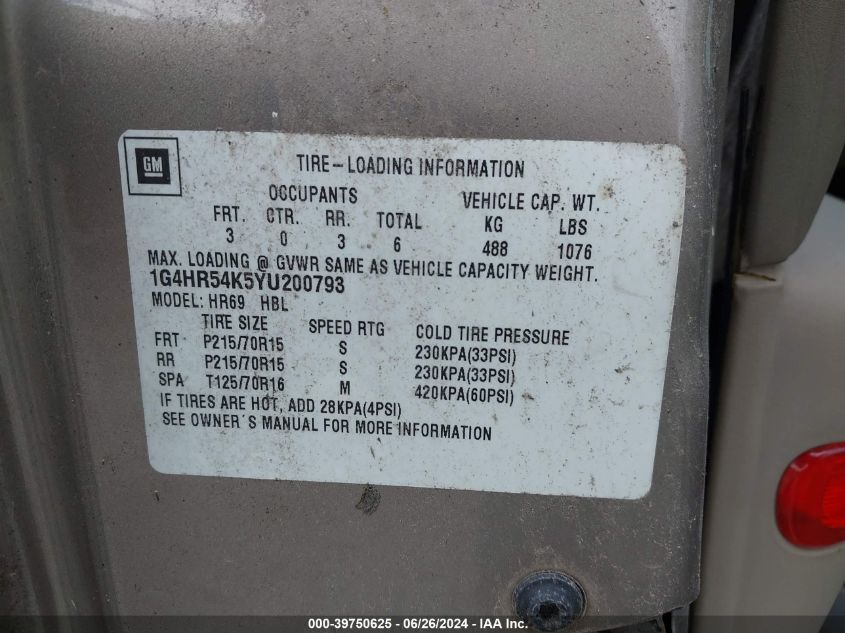 GM
TIRE-LOADING INFORMATION
OCCUPANTS VEHICLE CAP. WT.
FRT. CTR. RR. TOTAL KG LBS
3 0 3 6 488 1076
MAX. LOADING @ GVWR SAME AS VEHICLE CAPACITY WEIGHT.
1G4HR54K5YU200793
MODEL: HR69 HBL
TIRE SIZE SPEED RTG COLD TIRE PRESSURE
FRT P215/70R15 S 230KPA(33PSI)
RR P215/70R15 S 230KPA(33PSI)
SPA T125/70R16 M 420KPA(60PSI)
IF TIRES ARE HOT, ADD 28KPA(4PSI)
SEE OWNER'S MANUAL FOR MORE INFORMATION
000-39750625 - 06/26/2024 - IAA Inc.